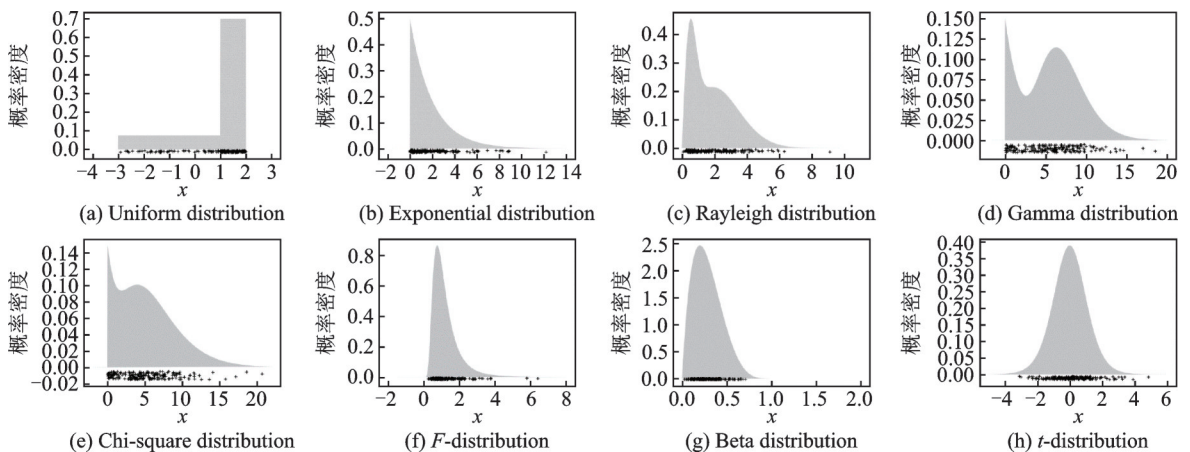 概率密度
0.7
0.6
0.5
0.4
0.3
0.2
0.1
0.0
−4 −3 −2 −1 0 1 2 3
x
(a) Uniform distribution
概率密度
0.5
0.4
0.3
0.2
0.1
0.0
−2 0 2 4 6 8 10 12 14
x
(b) Exponential distribution
概率密度
0.4
0.3
0.2
0.1
0.0
−2 0 2 4 6 8 10
x
(c) Rayleigh distribution
概率密度
0.150
0.125
0.100
0.075
0.050
0.025
0.000
0 5 10 15 20
x
(d) Gamma distribution
概率密度
0.14
0.12
0.10
0.08
0.06
0.04
0.02
0.00
−0.02
0 5 10 15 20
x
(e) Chi-square distribution
概率密度
0.8
0.6
0.4
0.2
0.0
−2 0 2 4 6 8
x
(f) F-distribution
概率密度
2.5
2.0
1.5
1.0
0.5
0.0
0.0 0.5 1.0 1.5 2.0
x
(g) Beta distribution
概率密度
0.40
0.35
0.30
0.25
0.20
0.15
0.10
0.05
0.00
−4 −2 0 2 4 6
x
(h) t-distribution